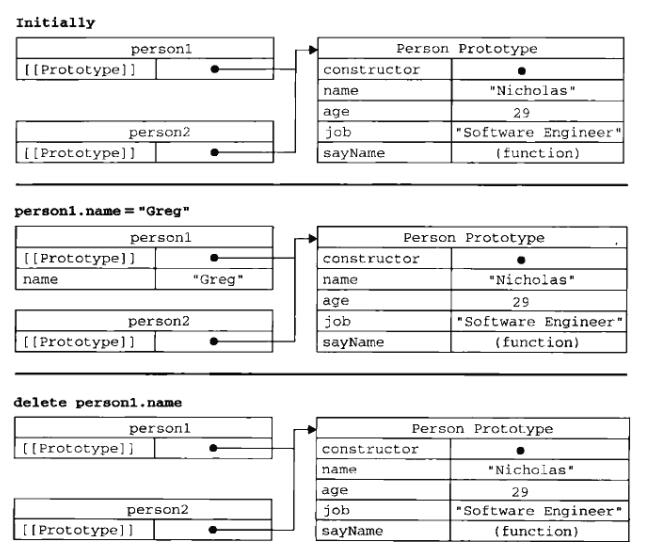 Initially
person1
[[Prototype]]
Person Prototype
constructor
name "Nicholas"
age 29
job "Software Engineer"
sayName (function)
person2
[[Prototype]]
person1.name = "Greg"
person1
[[Prototype]]
name "Greg"
Person Prototype
constructor
name "Nicholas"
age 29
job "Software Engineer"
sayName (function)
person2
[[Prototype]]
delete person1.name
person1
[[Prototype]]
Person Prototype
constructor
name "Nicholas"
age 29
job "Software Engineer"
sayName (function)
person2
[[Prototype]]